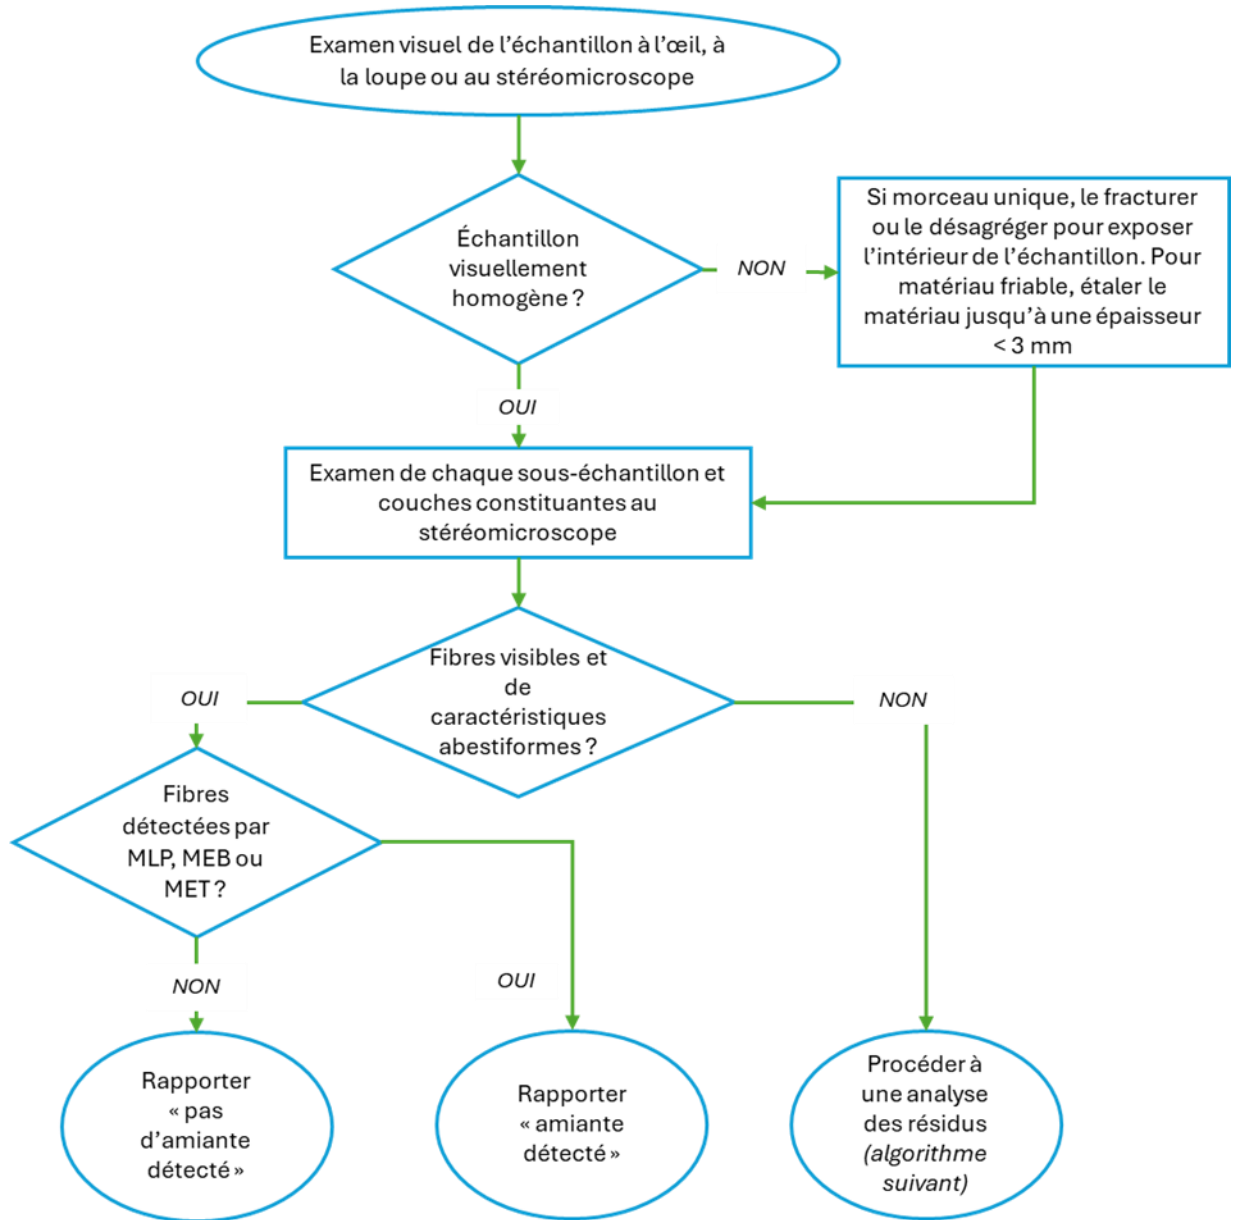 Examen visuel de l’échantillon à l’œil, à
la loupe ou au stéréomicroscope
Échantillon
visuellement
homogène ?
NON
Si morceau unique, le fracturer
ou le désagréger pour exposer
l’intérieur de l’échantillon. Pour
matériau friable, étaler le
matériau jusqu’à une épaisseur
< 3 mm
OUI
Examen de chaque sous-échantillon et
couches constituantes au
stéréomicroscope
Fibres visibles et
de
caractéristiques
abestiformes ?
OUI
NON
Fibres
détectées par
MLP, MEB ou
MET ?
NON
OUI
Rapporter
« pas
d’amiante
détecté »
Rapporter
« amiante
détecté »
Procéder à
une analyse
des résidus
(algorithme
suivant)